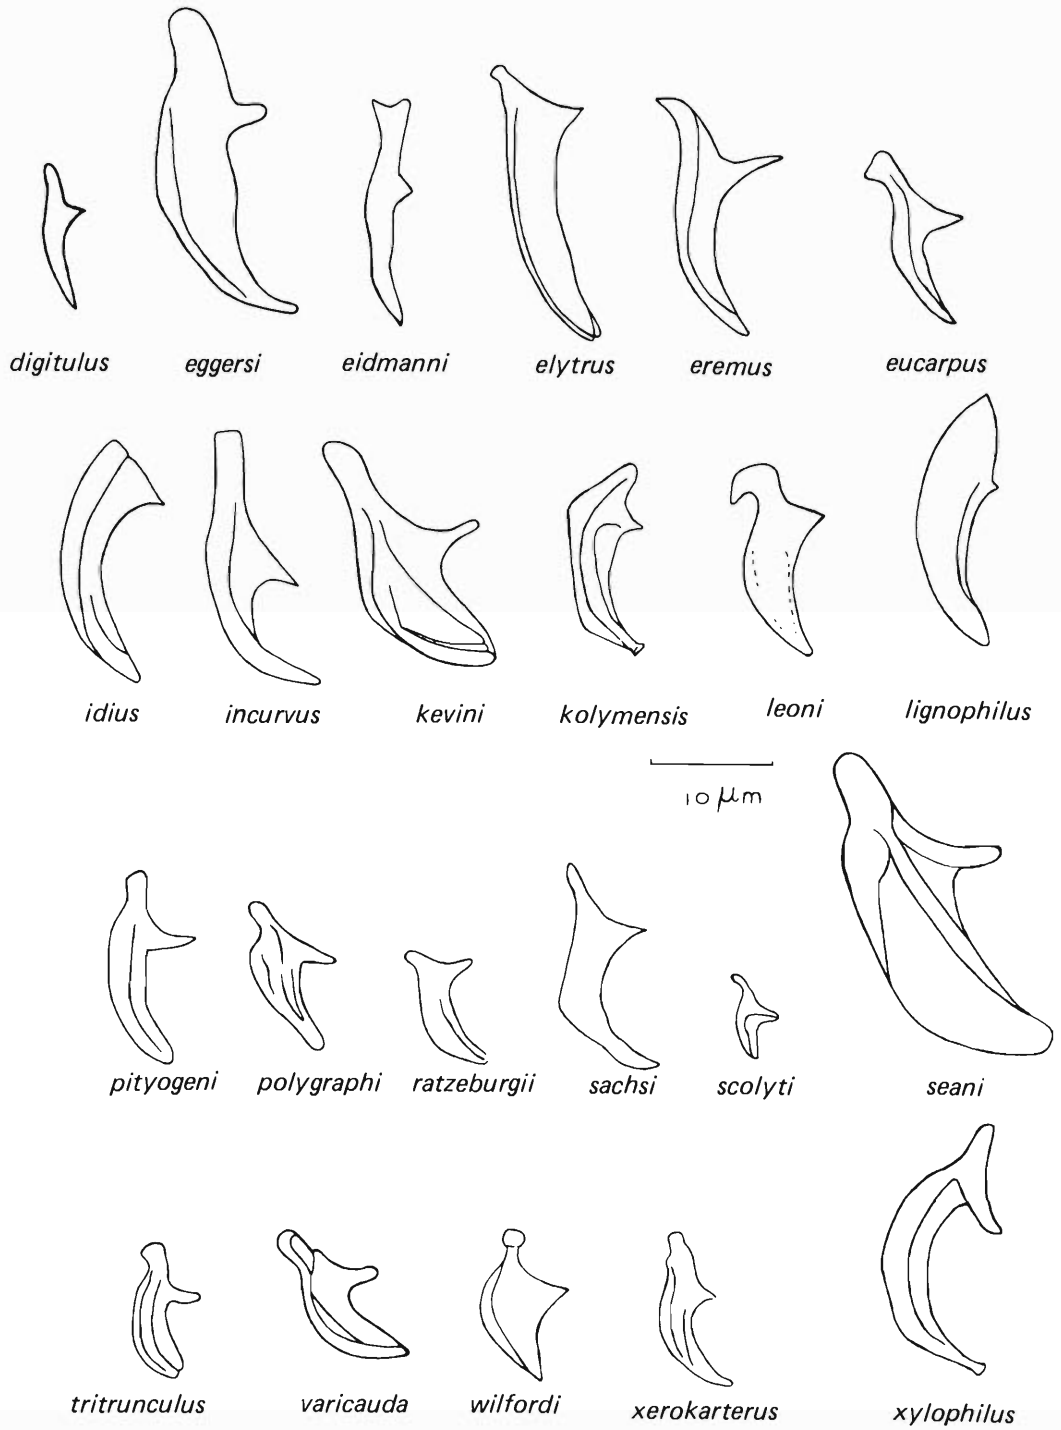 digitulus eggersi eidmanni elytrus eremus eucarpus
idius incurvus kevini kolymensis leoni lignophilus
10 µm
pityogeni polygraphi ratzeburgii sachsi scolyti seani
tritrunculus varicauda wilfordi xerokarterus xylophilus